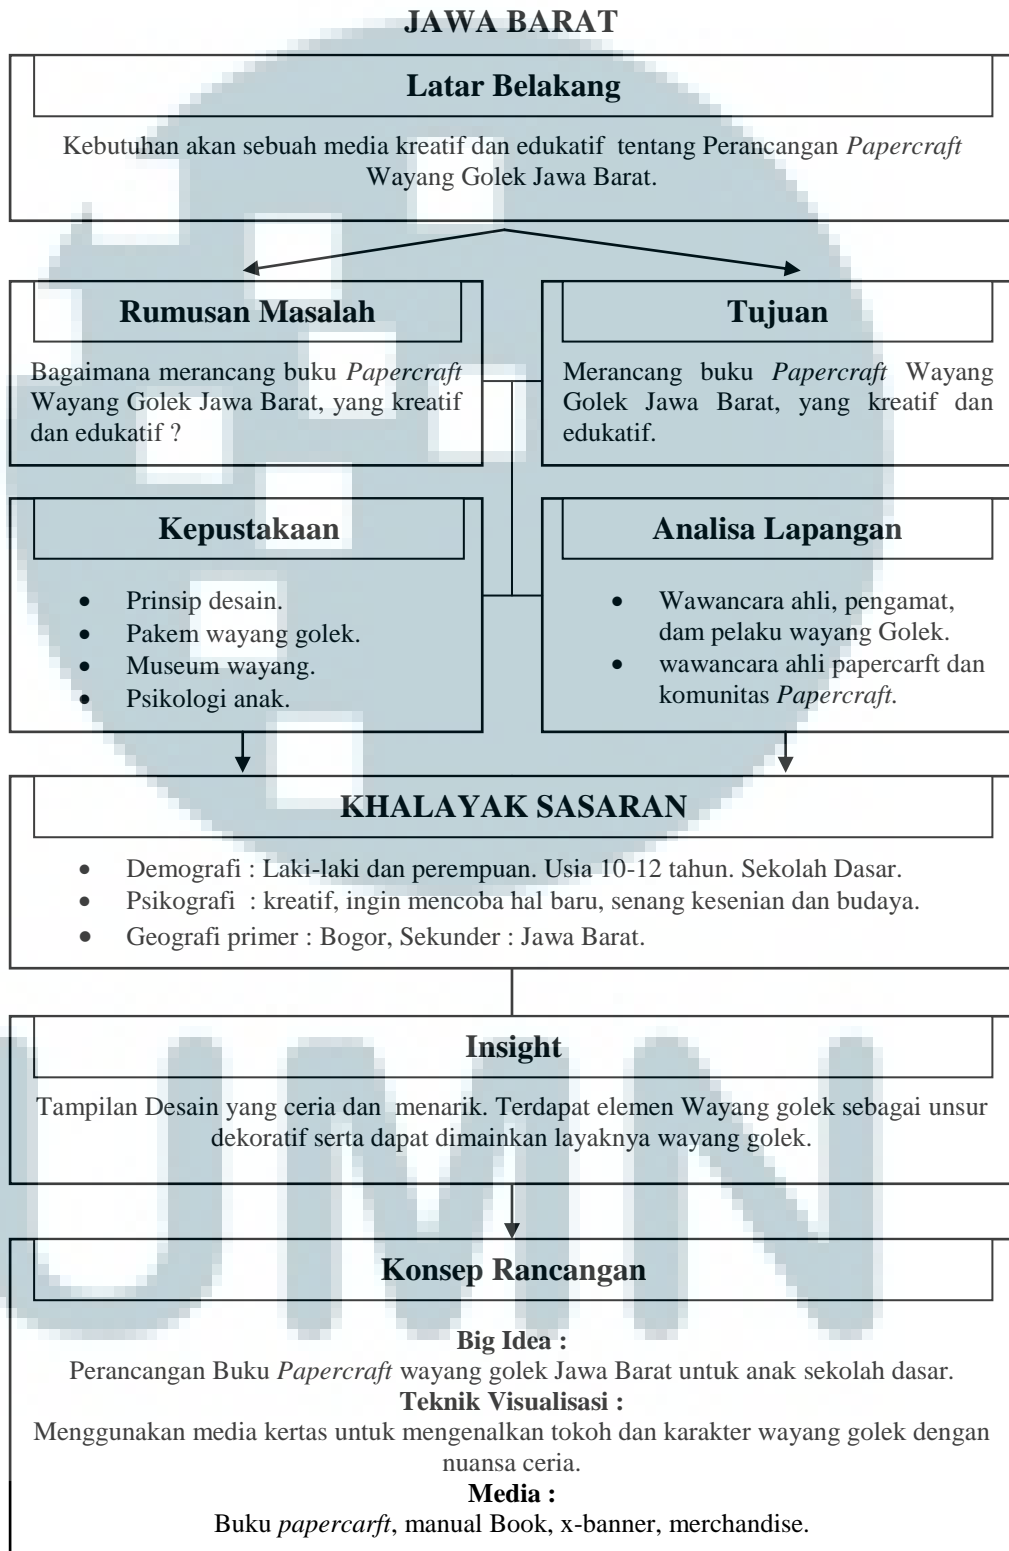 JAWA BARAT
Latar Belakang
Kebutuhan akan sebuah media kreatif dan edukatif tentang Perancangan Papercraft
Wayang Golek Jawa Barat.
Rumusan Masalah
Bagaimana merancang buku Papercraft
Wayang Golek Jawa Barat, yang kreatif
dan edukatif ?
Tujuan
Merancang buku Papercraft Wayang
Golek Jawa Barat, yang kreatif dan
edukatif.
Kepustakaan
• Prinsip desain.
• Pakem wayang golek.
• Museum wayang.
• Psikologi anak.
Analisa Lapangan
• Wawancara ahli, pengamat,
dam pelaku wayang Golek.
• wawancara ahli papercarft dan
komunitas Papercraft.
KHALAYAK SASARAN
• Demografi : Laki-laki dan perempuan. Usia 10-12 tahun. Sekolah Dasar.
• Psikografi : kreatif, ingin mencoba hal baru, senang kesenian dan budaya.
• Geografi primer : Bogor, Sekunder : Jawa Barat.
Insight
Tampilan Desain yang ceria dan menarik. Terdapat elemen Wayang golek sebagai unsur
dekoratif serta dapat dimainkan layaknya wayang golek.
Konsep Rancangan
Big Idea :
Perancangan Buku Papercraft wayang golek Jawa Barat untuk anak sekolah dasar.
Teknik Visualisasi :
Menggunakan media kertas untuk mengenalkan tokoh dan karakter wayang golek dengan
nuansa ceria.
Media :
Buku papercarft, manual Book, x-banner, merchandise.
UMN